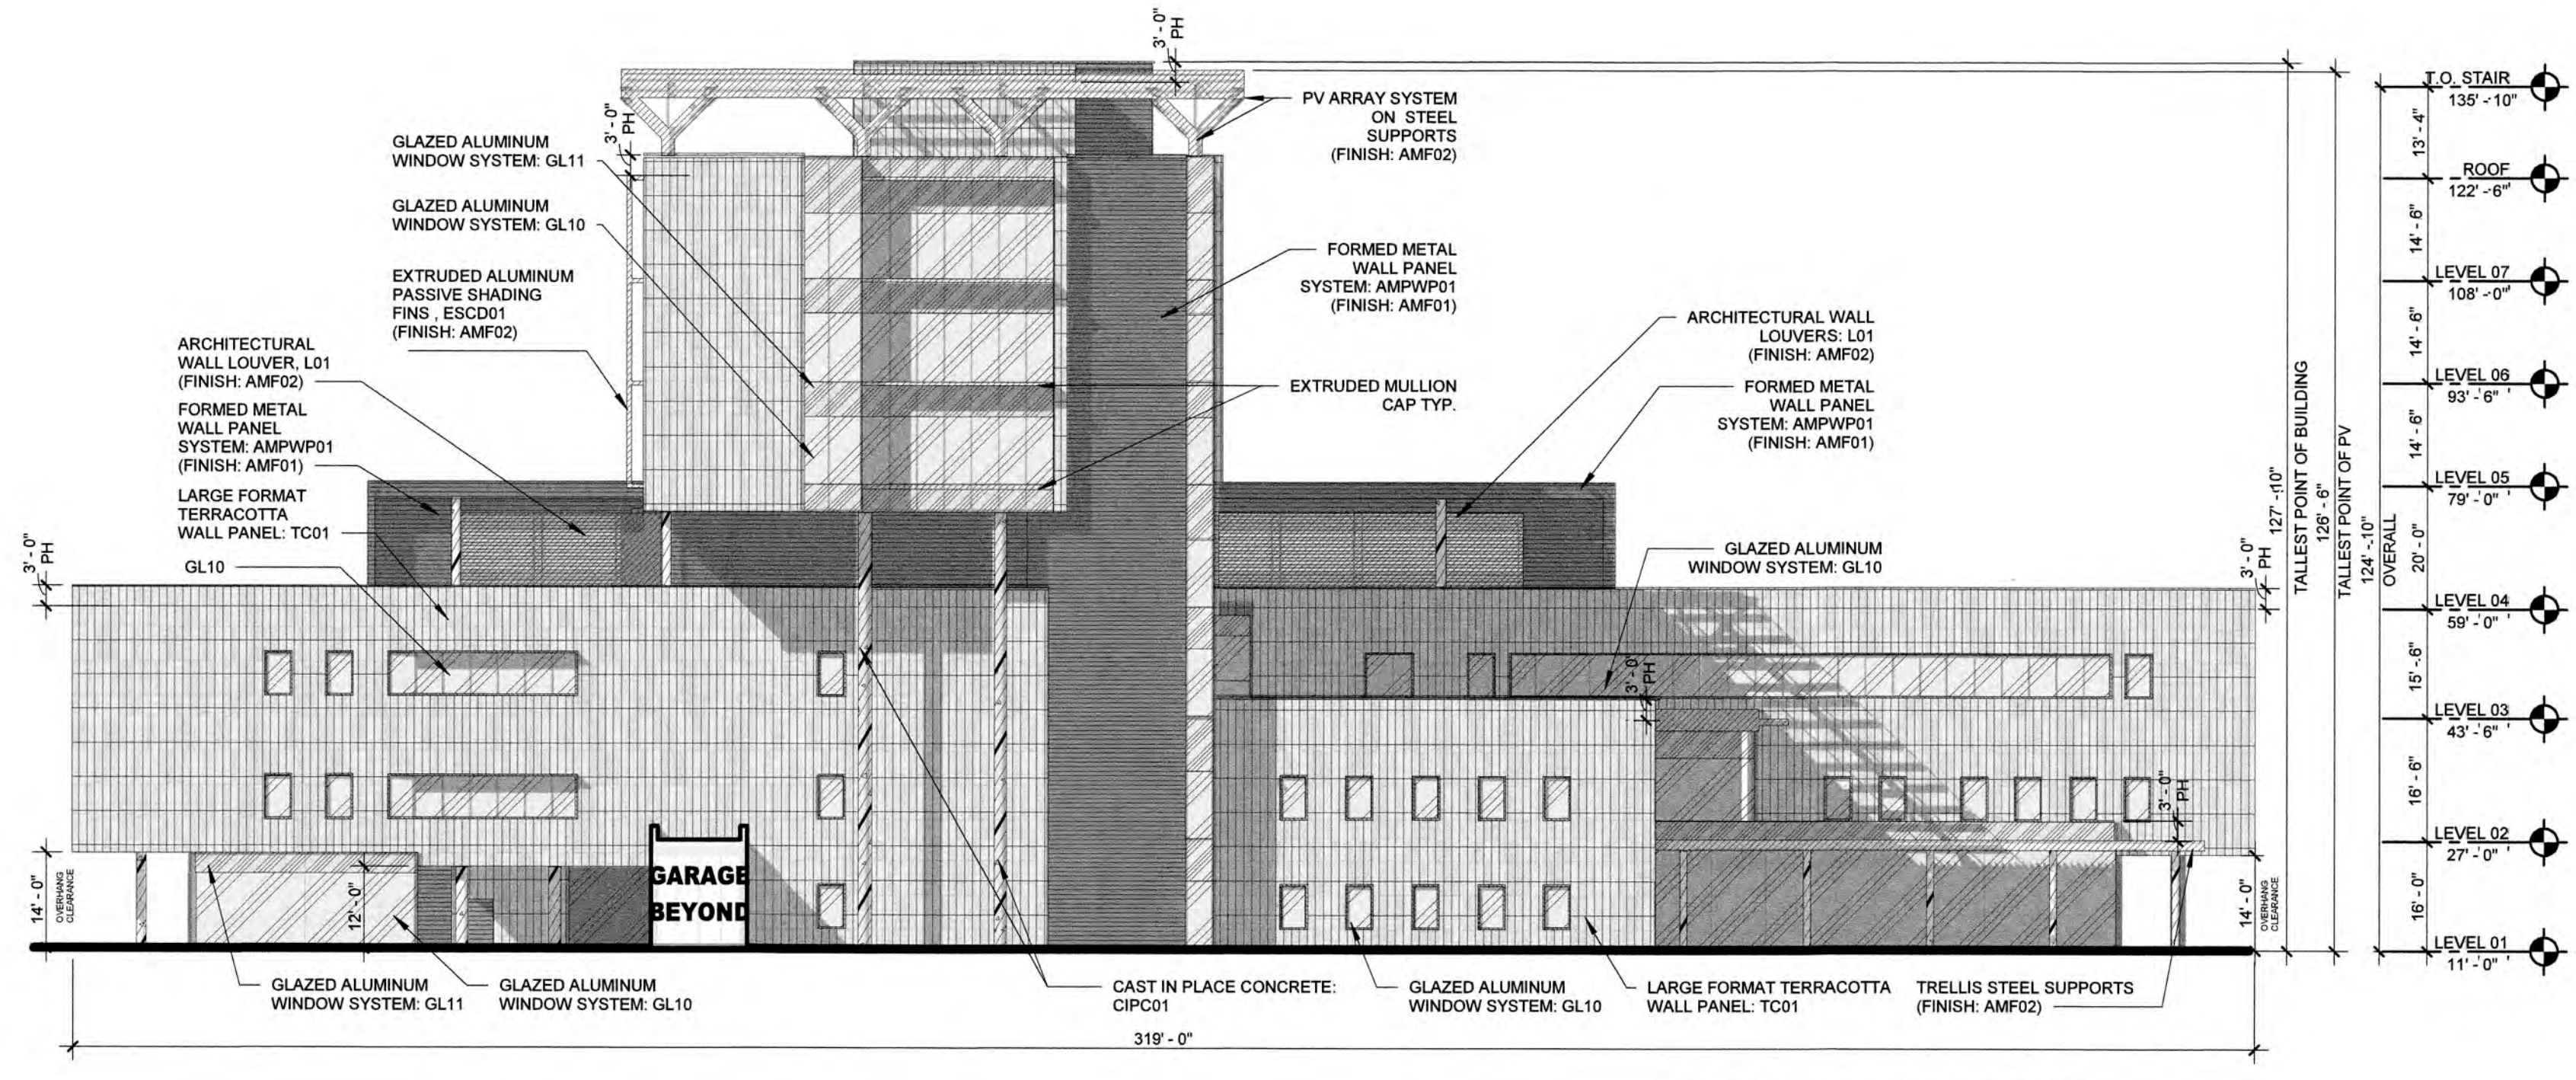 3' - 0"
PH
T.O. STAIR
135' - 10"
PV ARRAY SYSTEM
ON STEEL
SUPPORTS
(FINISH: AMF02)
3' - 0"
PH
GLAZED ALUMINUM
WINDOW SYSTEM: GL11
13' - 4"
ROOF
122' - 6"
GLAZED ALUMINUM
WINDOW SYSTEM: GL10
14' - 6"
FORMED METAL
WALL PANEL
SYSTEM: AMPWP01
(FINISH: AMF01)
EXTRUDED ALUMINUM
PASSIVE SHADING
FINS , ESCD01
(FINISH: AMF02)
LEVEL 07
108' - 0"
14' - 6"
ARCHITECTURAL WALL
LOUVERS: L01
(FINISH: AMF02)
ARCHITECTURAL
WALL LOUVER, L01
(FINISH: AMF02)
LEVEL 06
93' - 6"
EXTRUDED MULLION
CAP TYP.
FORMED METAL
WALL PANEL
SYSTEM: AMPWP01
(FINISH: AMF01)
FORMED METAL
WALL PANEL
SYSTEM: AMPWP01
(FINISH: AMF01)
14' - 6"
LEVEL 05
79' - 0"
LARGE FORMAT
TERRACOTTA
WALL PANEL: TC01
127' - 10"
TALLEST POINT OF BUILDING
126' - 6"
TALLEST POINT OF PV
124' - 10"
OVERALL
20' - 0"
3' - 0"
PH
GL10
GLAZED ALUMINUM
WINDOW SYSTEM: GL10
3' - 0"
PH
LEVEL 04
59' - 0"
15' - 6"
3' - 0"
PH
LEVEL 03
43' - 6"
16' - 6"
3' - 0"
PH
LEVEL 02
27' - 0"
14' - 0"
OVERHANG
CLEARANCE
12' - 0"
GARAGE
BEYOND
14' - 0"
OVERHANG
CLEARANCE
16' - 0"
LEVEL 01
11' - 0"
GLAZED ALUMINUM
WINDOW SYSTEM: GL11
GLAZED ALUMINUM
WINDOW SYSTEM: GL10
CAST IN PLACE CONCRETE:
CIPC01
GLAZED ALUMINUM
WINDOW SYSTEM: GL10
LARGE FORMAT TERRACOTTA
WALL PANEL: TC01
TRELLIS STEEL SUPPORTS
(FINISH: AMF02)
319' - 0"